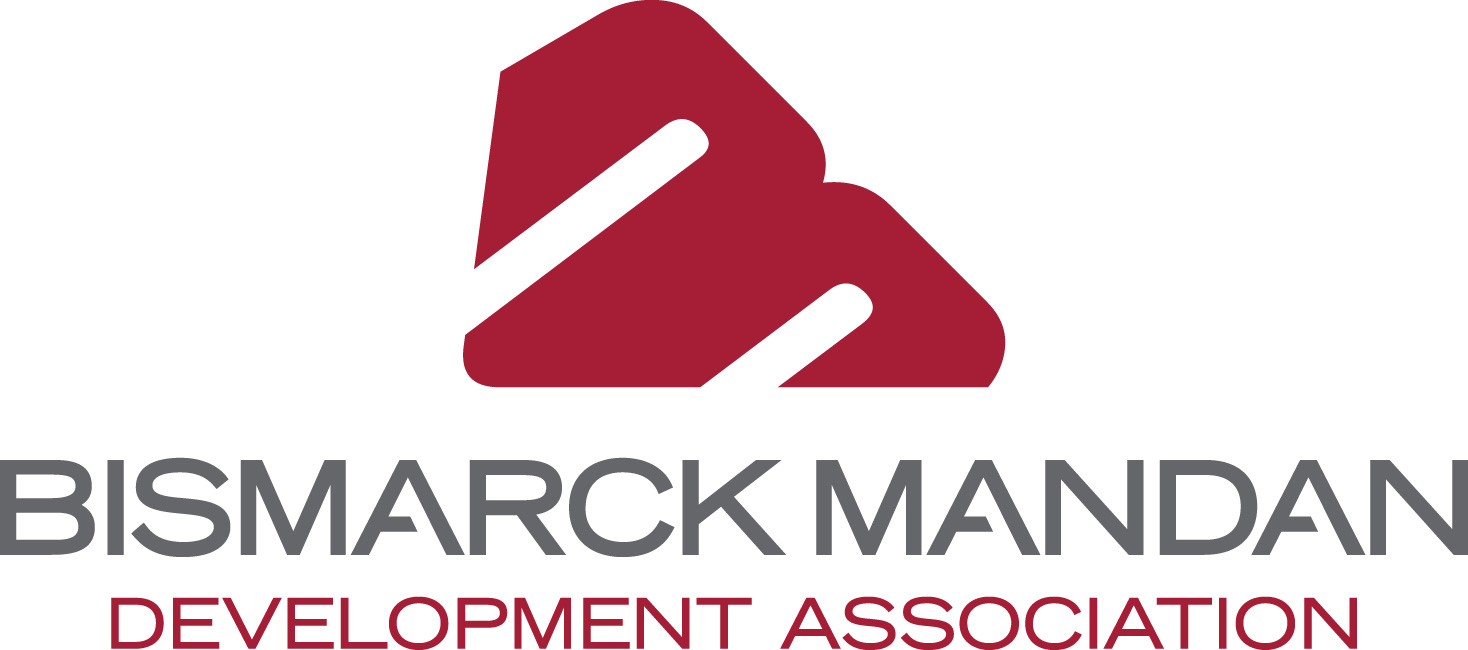 BISMARCK MANDAN
DEVELOPMENT ASSOCIATION